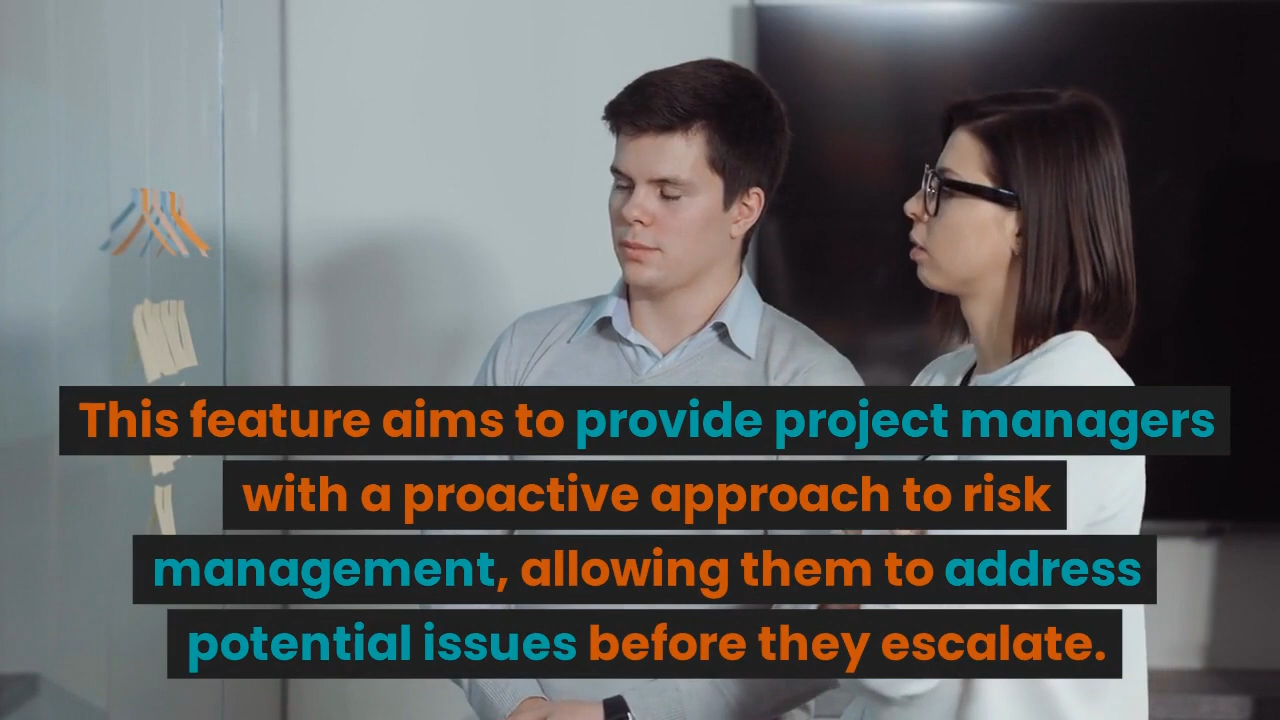 This feature aims to provide project managers
with a proactive approach to risk
management, allowing them to address
potential issues before they escalate.